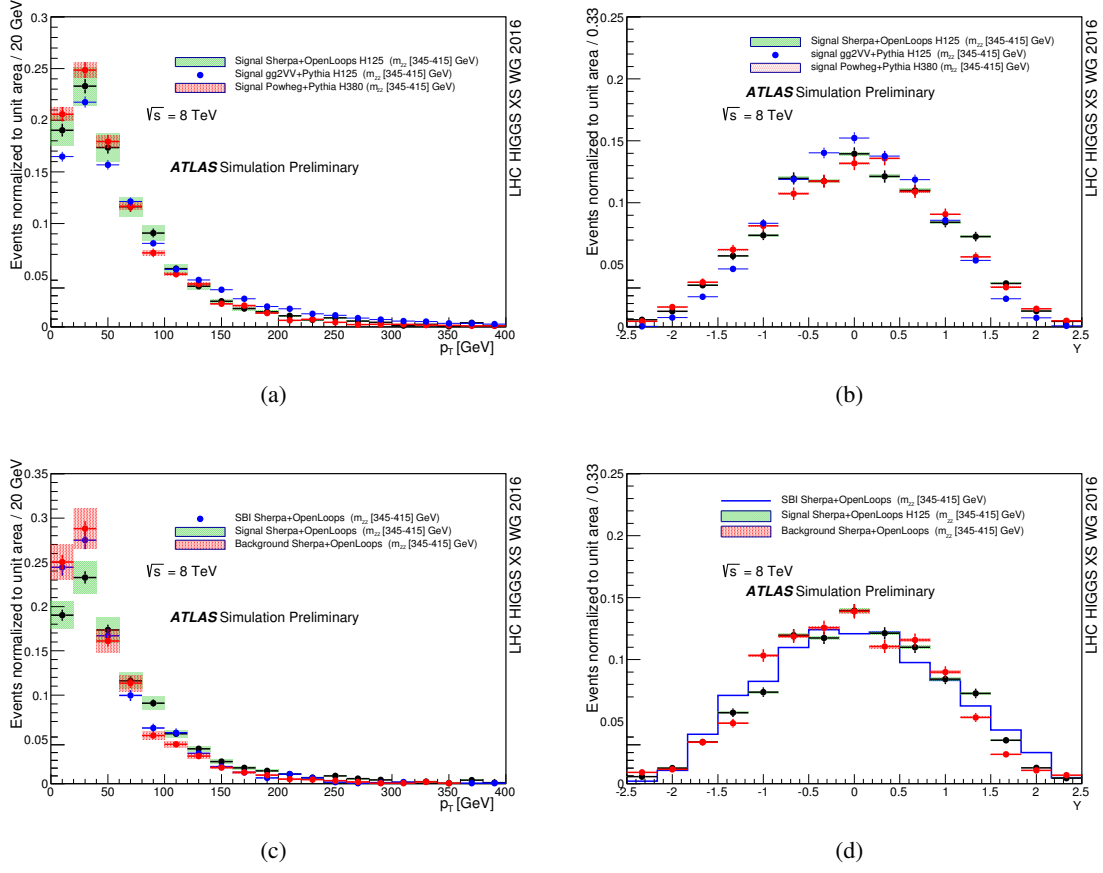 Events normalized to unit area / 20 GeV
0.3
0.25
0.2
0.15
0.1
0.05
0
Signal Sherpa+OpenLoops H125 (m_zz [345-415] GeV)
Signal gg2VV+Pythia H125 (m_zz [345-415] GeV)
Signal Powheg+Pythia H380 (m_zz [345-415] GeV)
√s = 8 TeV
ATLAS Simulation Preliminary
0 50 100 150 200 250 300 350 400
p_T [GeV]
LHC HIGGS XS WG 2016
(a)
Events normalized to unit area / 0.33
0.25
0.2
0.15
0.1
0.05
0
Signal Sherpa+OpenLoops H125 (m_zz [345-415] GeV)
signal gg2VV+Pythia H125 (m_zz [345-415] GeV)
signal Powheg+Pythia H380 (m_zz [345-415] GeV)
ATLAS Simulation Preliminary
√s = 8 TeV
-2.5 -2 -1.5 -1 -0.5 0 0.5 1 1.5 2 2.5
Y
LHC HIGGS XS WG 2016
(b)
Events normalized to unit area / 20 GeV
0.35
0.3
0.25
0.2
0.15
0.1
0.05
0
SBI Sherpa+OpenLoops (m_zz [345-415] GeV)
Signal Sherpa+OpenLoops (m_zz [345-415] GeV)
Background Sherpa+OpenLoops (m_zz [345-415] GeV)
√s = 8 TeV
ATLAS Simulation Preliminary
0 50 100 150 200 250 300 350 400
p_T [GeV]
LHC HIGGS XS WG 2016
(c)
Events normalized to unit area / 0.33
0.25
0.2
0.15
0.1
0.05
0
SBI Sherpa+OpenLoops (m_zz [345-415] GeV)
Signal Sherpa+OpenLoops H125 (m_zz [345-415] GeV)
Background Sherpa+OpenLoops (m_zz [345-415] GeV)
√s = 8 TeV
ATLAS Simulation Preliminary
-2.5 -2 -1.5 -1 -0.5 0 0.5 1 1.5 2 2.5
Y
LHC HIGGS XS WG 2016
(d)